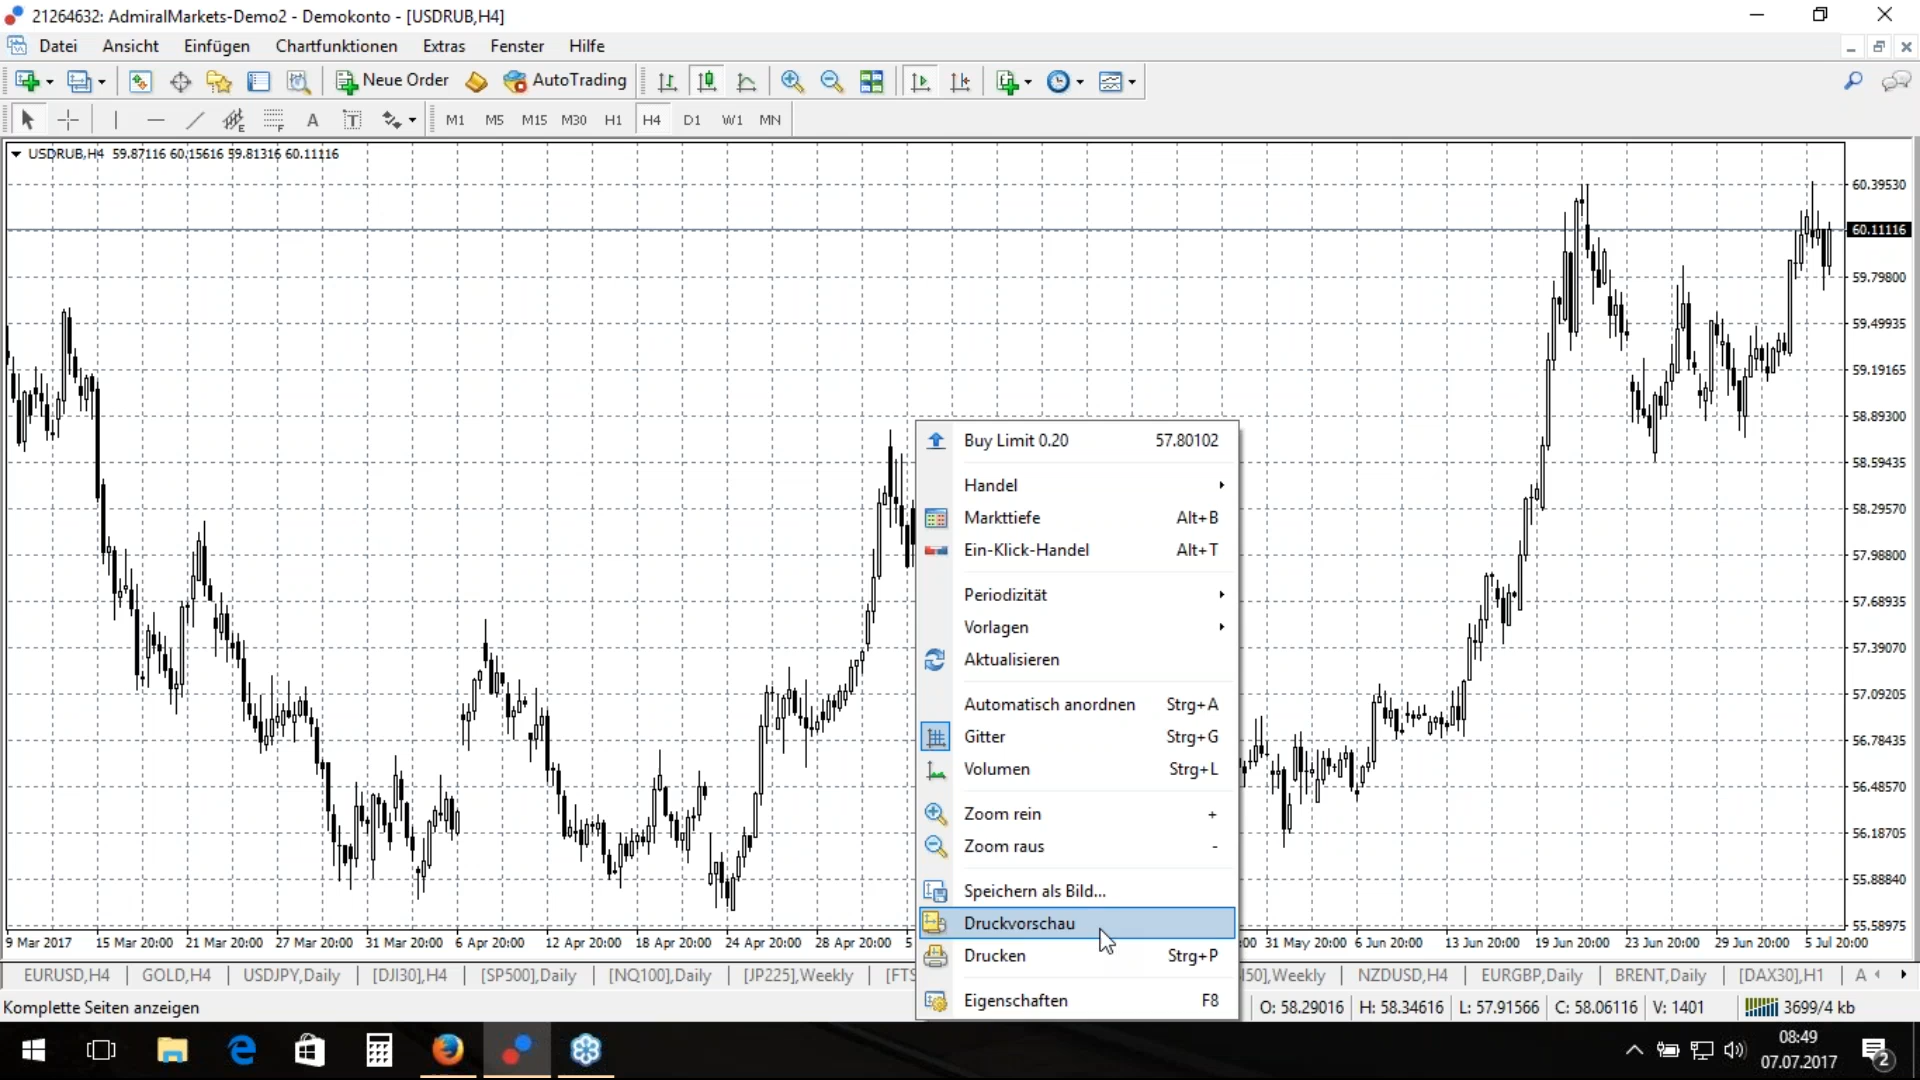 21264632: AdmiralMarkets-Demo2 - Demokonto - [USDRUB,H4]
Datei Ansicht Einfügen Chartfunktionen Extras Fenster Hilfe
Neue Order AutoTrading
A T M1 M5 M15 M30 H1 H4 D1 W1 MN
USDRUB,H4 59.87116 60.15616 59.81316 60.11116
60.39530
60.11116
59.79800
59.49935
59.19165
58.89300
58.59435
58.29570
57.98800
57.68935
57.39070
57.09205
56.78435
56.48570
56.18705
55.88840
55.58975
Buy Limit 0.20 57.80102
Handel
Markttiefe Alt+B
Ein-Klick-Handel Alt+T
Periodizität
Vorlagen
Aktualisieren
Automatisch anordnen Strg+A
Gitter Strg+G
Volumen Strg+L
Zoom rein +
Zoom raus -
Speichern als Bild...
Druckvorschau
Drucken Strg+P
Eigenschaften F8
9 Mar 2017 15 Mar 20:00 21 Mar 20:00 27 Mar 20:00 31 Mar 20:00 6 Apr 20:00 12 Apr 20:00 18 Apr 20:00 24 Apr 20:00 28 Apr 20:00 5 :00 31 May 20:00 6 Jun 20:00 13 Jun 20:00 19 Jun 20:00 23 Jun 20:00 29 Jun 20:00 5 Jul 20:00
EURUSD,H4 GOLD,H4 USDJPY,Daily [DJI30],H4 [SP500],Daily [NQ100],Daily [JP225],Weekly [FTS 50],Weekly NZDUSD,H4 EURGBP,Daily BRENT,Daily [DAX30],H1 A
Komplette Seiten anzeigen O: 58.29016 H: 58.34616 L: 57.91566 C: 58.06116 V: 1401 3699/4 kb
08:49
07.07.2017
2